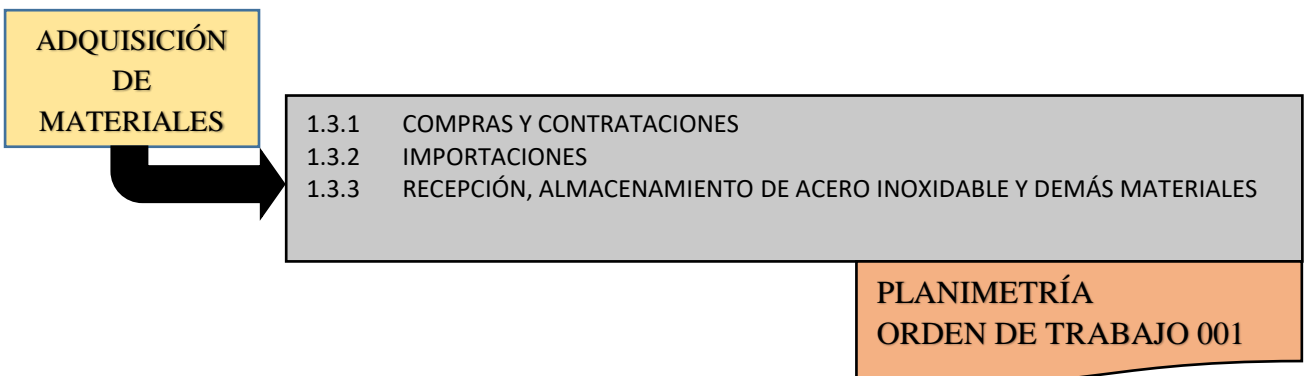 ADQUISICIÓN
DE
MATERIALES
1.3.1 COMPRAS Y CONTRATACIONES
1.3.2 IMPORTACIONES
1.3.3 RECEPCIÓN, ALMACENAMIENTO DE ACERO INOXIDABLE Y DEMÁS MATERIALES
PLANIMETRÍA
ORDEN DE TRABAJO 001